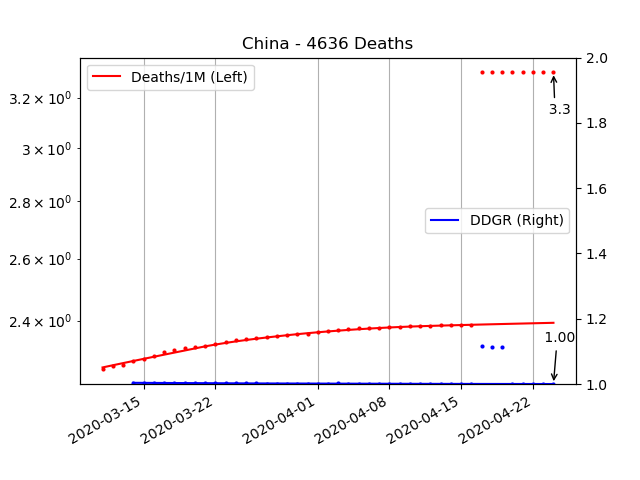 China - 4636 Deaths
Deaths/1M (Left)
DDGR (Right)
3.2 × 10⁰
3 × 10⁰
2.8 × 10⁰
2.6 × 10⁰
2.4 × 10⁰
2.0
1.8
1.6
1.4
1.2
1.0
3.3
1.00
2020-03-15
2020-03-22
2020-04-01
2020-04-08
2020-04-15
2020-04-22